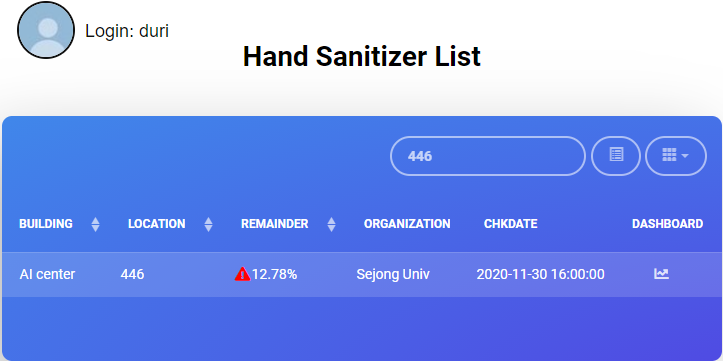 Login: duri
Hand Sanitizer List
446
BUILDING LOCATION REMAINDER ORGANIZATION CHKDATE DASHBOARD
AI center 446 12.78% Sejong Univ 2020-11-30 16:00:00